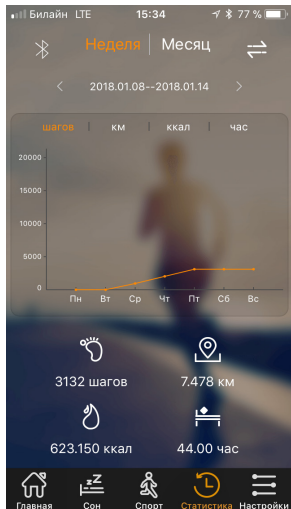 Билайн LTE 15:34 77 %
Неделя | Месяц
2018.01.08--2018.01.14
шагов | км | ккал | час
20000
15000
10000
5000
0
Пн Вт Ср Чт Пт Сб Вс
3132 шагов 7.478 км
623.150 ккал 44.00 час
Главная Сон Спорт Статистика Настройки